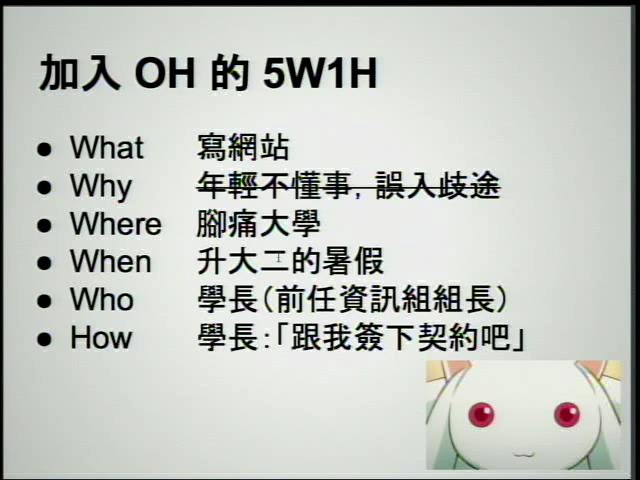 加入 OH 的 5W1H
● What 寫網站
● Why 年輕不懂事, 誤入歧途
● Where 腳痛大學
● When 升大二的暑假
● Who 學長(前任資訊組組長)
● How 學長:「跟我簽下契約吧」